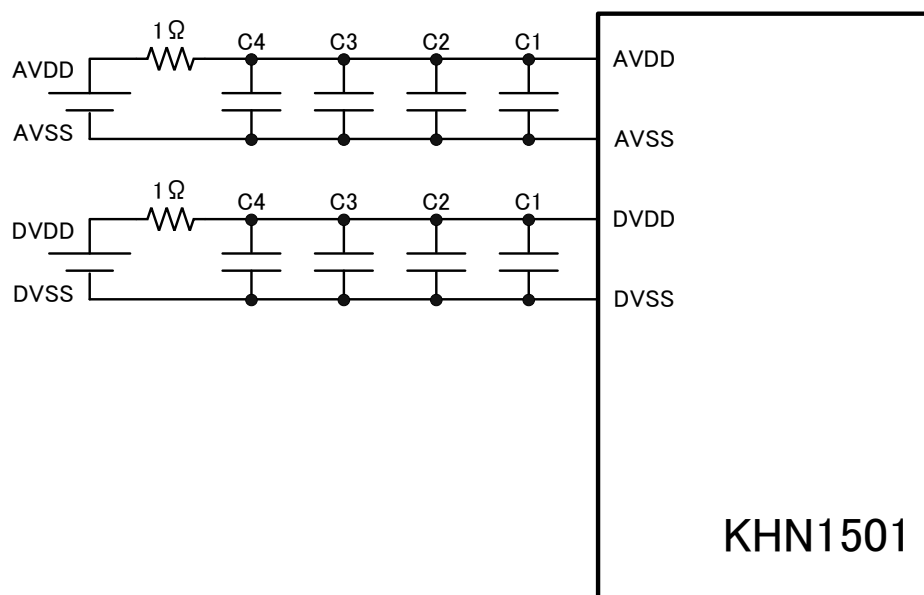 1Ω
C4 C3 C2 C1
AVDD
AVDD
AVSS
AVSS
1Ω
C4 C3 C2 C1
DVDD
DVDD
DVSS
DVSS
KHN1501